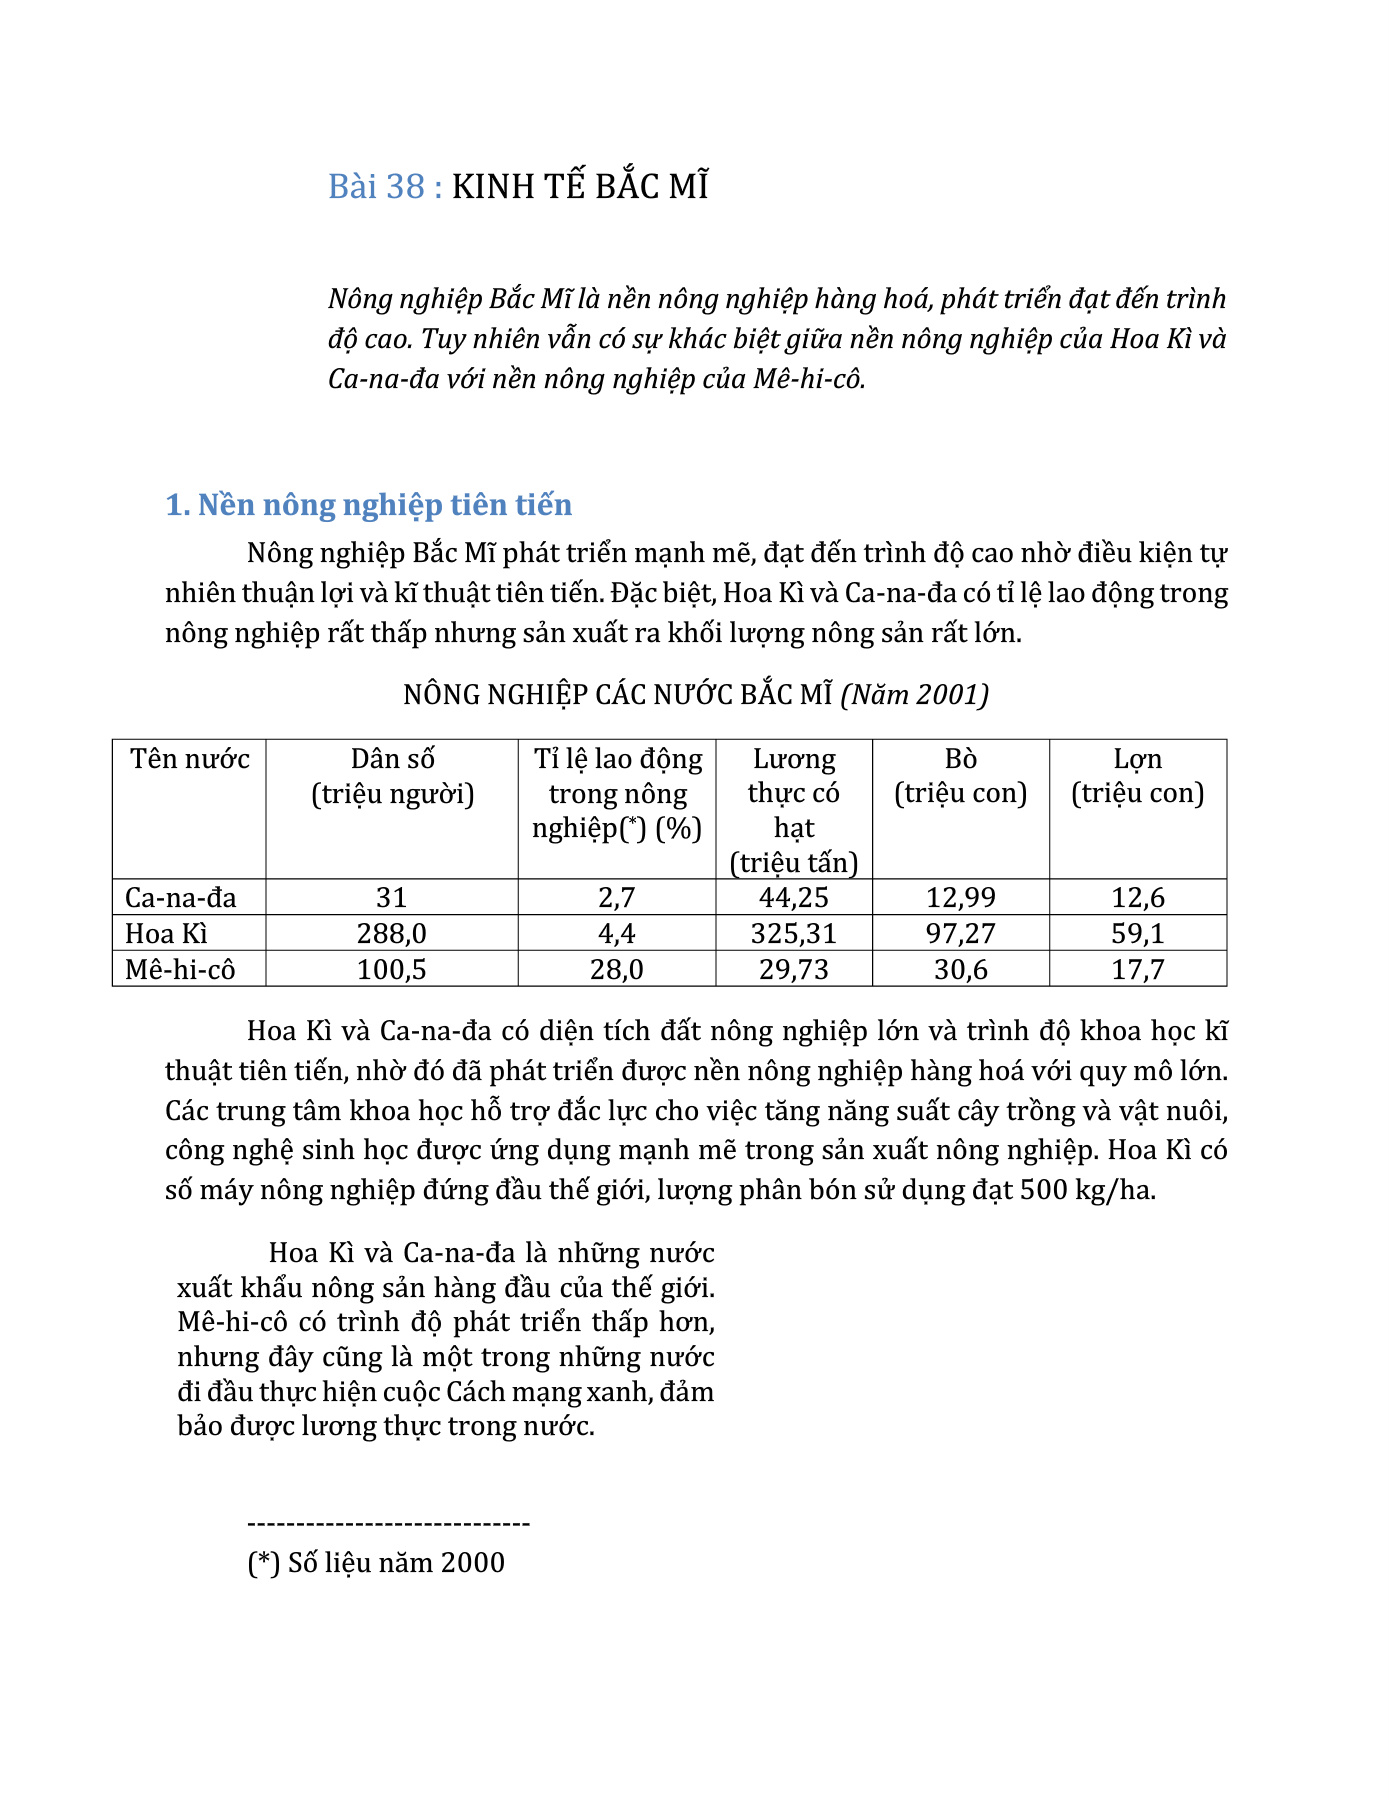 Bài 38 : KINH TẾ BẮC MĨ
Nông nghiệp Bắc Mĩ là nền nông nghiệp hàng hoá, phát triển đạt đến trình
độ cao. Tuy nhiên vẫn có sự khác biệt giữa nền nông nghiệp của Hoa Kì và
Ca-na-đa với nền nông nghiệp của Mê-hi-cô.
1. Nền nông nghiệp tiên tiến
Nông nghiệp Bắc Mĩ phát triển mạnh mẽ, đạt đến trình độ cao nhờ điều kiện tự
nhiên thuận lợi và kĩ thuật tiên tiến. Đặc biệt, Hoa Kì và Ca-na-đa có tỉ lệ lao động trong
nông nghiệp rất thấp nhưng sản xuất ra khối lượng nông sản rất lớn.
NÔNG NGHIỆP CÁC NƯỚC BẮC MĨ (Năm 2001)
Tên nước Dân số Tỉ lệ lao động Lương Bò Lợn
(triệu người) trong nông thực có (triệu con) (triệu con)
nghiệp(*) (%) hạt
(triệu tấn)
Ca-na-đa 31 2,7 44,25 12,99 12,6
Hoa Kì 288,0 4,4 325,31 97,27 59,1
Mê-hi-cô 100,5 28,0 29,73 30,6 17,7
Hoa Kì và Ca-na-đa có diện tích đất nông nghiệp lớn và trình độ khoa học kĩ
thuật tiên tiến, nhờ đó đã phát triển được nền nông nghiệp hàng hoá với quy mô lớn.
Các trung tâm khoa học hỗ trợ đắc lực cho việc tăng năng suất cây trồng và vật nuôi,
công nghệ sinh học được ứng dụng mạnh mẽ trong sản xuất nông nghiệp. Hoa Kì có
số máy nông nghiệp đứng đầu thế giới, lượng phân bón sử dụng đạt 500 kg/ha.
Hoa Kì và Ca-na-đa là những nước
xuất khẩu nông sản hàng đầu của thế giới.
Mê-hi-cô có trình độ phát triển thấp hơn,
nhưng đây cũng là một trong những nước
đi đầu thực hiện cuộc Cách mạng xanh, đảm
bảo được lương thực trong nước.
-----------------------------
(*) Số liệu năm 2000